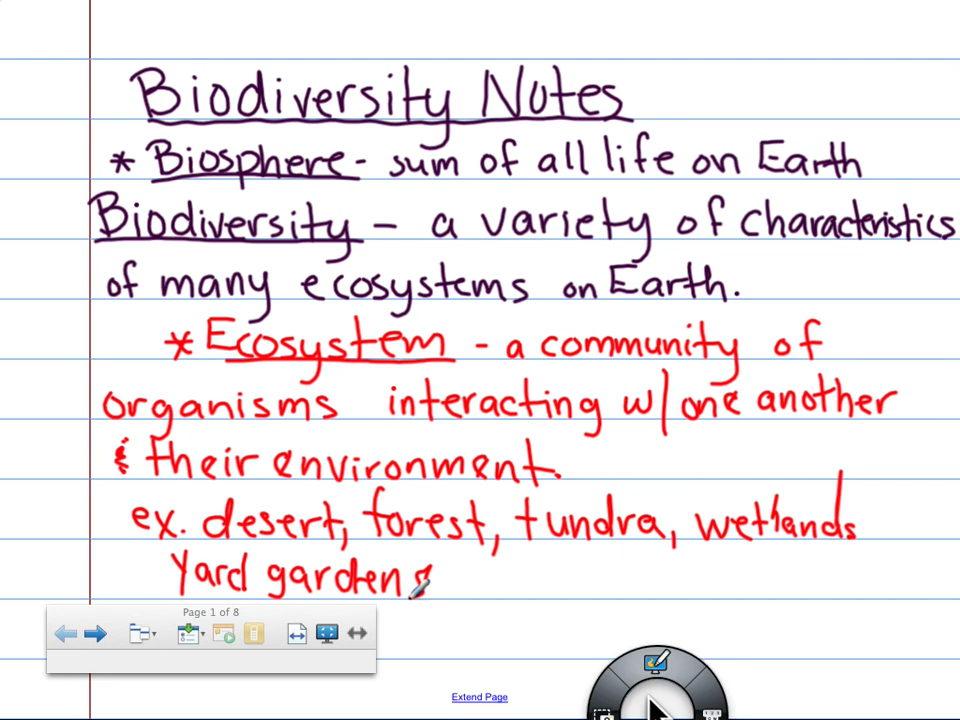 Biodiversity Notes
* Biosphere - sum of all life on Earth
Biodiversity - a variety of characteristics
of many ecosystems on Earth.
* Ecosystem - a community of
organisms interacting w/ one another
& their environment.
ex. desert, forest, tundra, wetlands
Yard gardens
Page 1 of 8
Extend Page